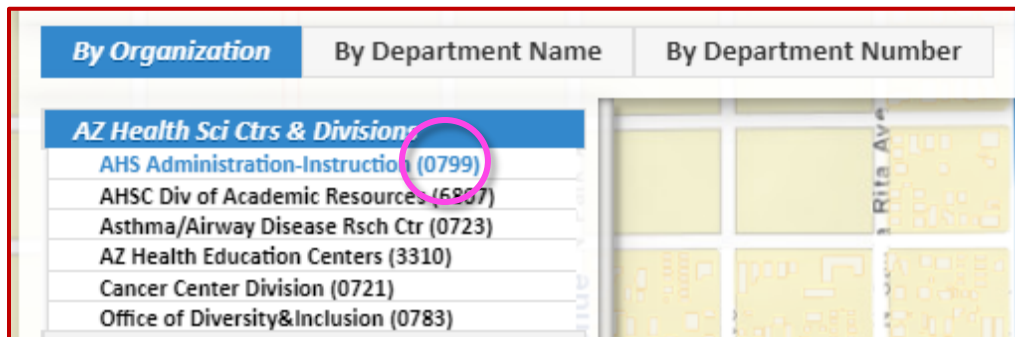 By Organization By Department Name By Department Number
AZ Health Sci Ctrs & Divisions
AHS Administration-Instruction (0799)
AHSC Div of Academic Resources (6807)
Asthma/Airway Disease Rsch Ctr (0723)
AZ Health Education Centers (3310)
Cancer Center Division (0721)
Office of Diversity&Inclusion (0783)
Rita Ave